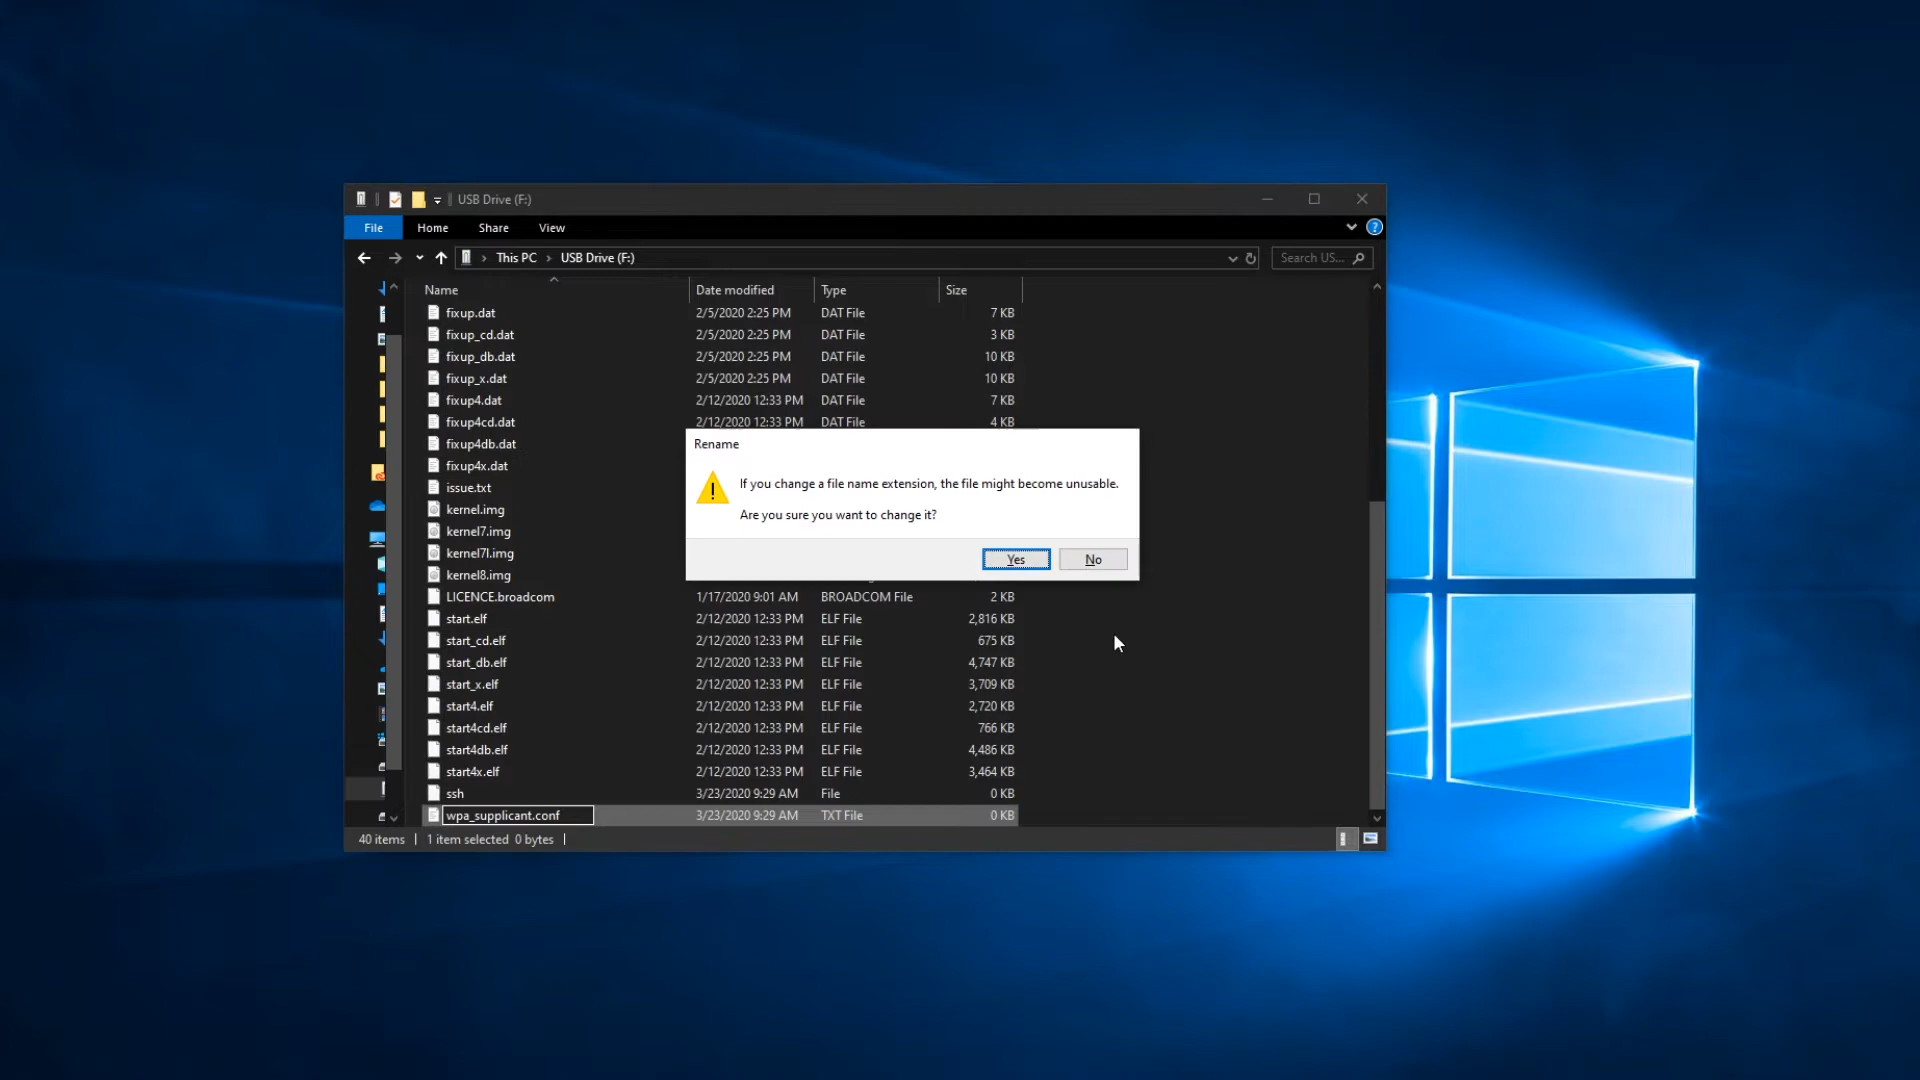 USB Drive (F:)
File Home Share View
This PC > USB Drive (F:) Search US...
Name Date modified Type Size
fixup.dat 2/5/2020 2:25 PM DAT File 7 KB
fixup_cd.dat 2/5/2020 2:25 PM DAT File 3 KB
fixup_db.dat 2/5/2020 2:25 PM DAT File 10 KB
fixup_x.dat 2/5/2020 2:25 PM DAT File 10 KB
fixup4.dat 2/12/2020 12:33 PM DAT File 7 KB
fixup4cd.dat 2/12/2020 12:33 PM DAT File 4 KB
fixup4db.dat
fixup4x.dat
issue.txt
kernel.img
kernel7.img
kernel7l.img
kernel8.img
Rename
If you change a file name extension, the file might become unusable.
Are you sure you want to change it?
Yes No
LICENCE.broadcom 1/17/2020 9:01 AM BROADCOM File 2 KB
start.elf 2/12/2020 12:33 PM ELF File 2,816 KB
start_cd.elf 2/12/2020 12:33 PM ELF File 675 KB
start_db.elf 2/12/2020 12:33 PM ELF File 4,747 KB
start_x.elf 2/12/2020 12:33 PM ELF File 3,709 KB
start4.elf 2/12/2020 12:33 PM ELF File 2,720 KB
start4cd.elf 2/12/2020 12:33 PM ELF File 766 KB
start4db.elf 2/12/2020 12:33 PM ELF File 4,486 KB
start4x.elf 2/12/2020 12:33 PM ELF File 3,464 KB
ssh 3/23/2020 9:29 AM File 0 KB
wpa_supplicant.conf 3/23/2020 9:29 AM TXT File 0 KB
40 items 1 item selected 0 bytes